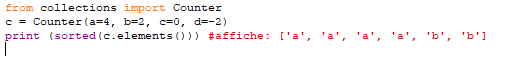 from collections import Counter
c = Counter(a=4, b=2, c=0, d=-2)
print (sorted(c.elements())) #affiche: ['a', 'a', 'a', 'a', 'b', 'b']